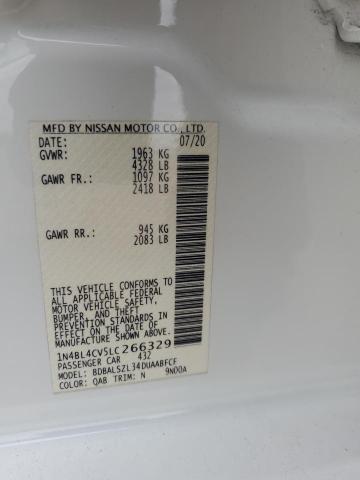 MFD BY NISSAN MOTOR CO., LTD.
DATE: 07/20
GVWR: 1963 KG
4328 LB
GAWR FR.: 1097 KG
2418 LB
GAWR RR.: 945 KG
2083 LB
THIS VEHICLE CONFORMS TO
ALL APPLICABLE FEDERAL
MOTOR VEHICLE SAFETY,
BUMPER, AND THEFT
PREVENTION STANDARDS
IN EFFECT ON THE DATE OF
MANUFACTURE SHOWN ABOVE.
1N4BL4CV5LC266329
PASSENGER CAR 432
MODEL: BDBALSZL34DUAABFCF
COLOR: QAB TRIM: N 9N00A